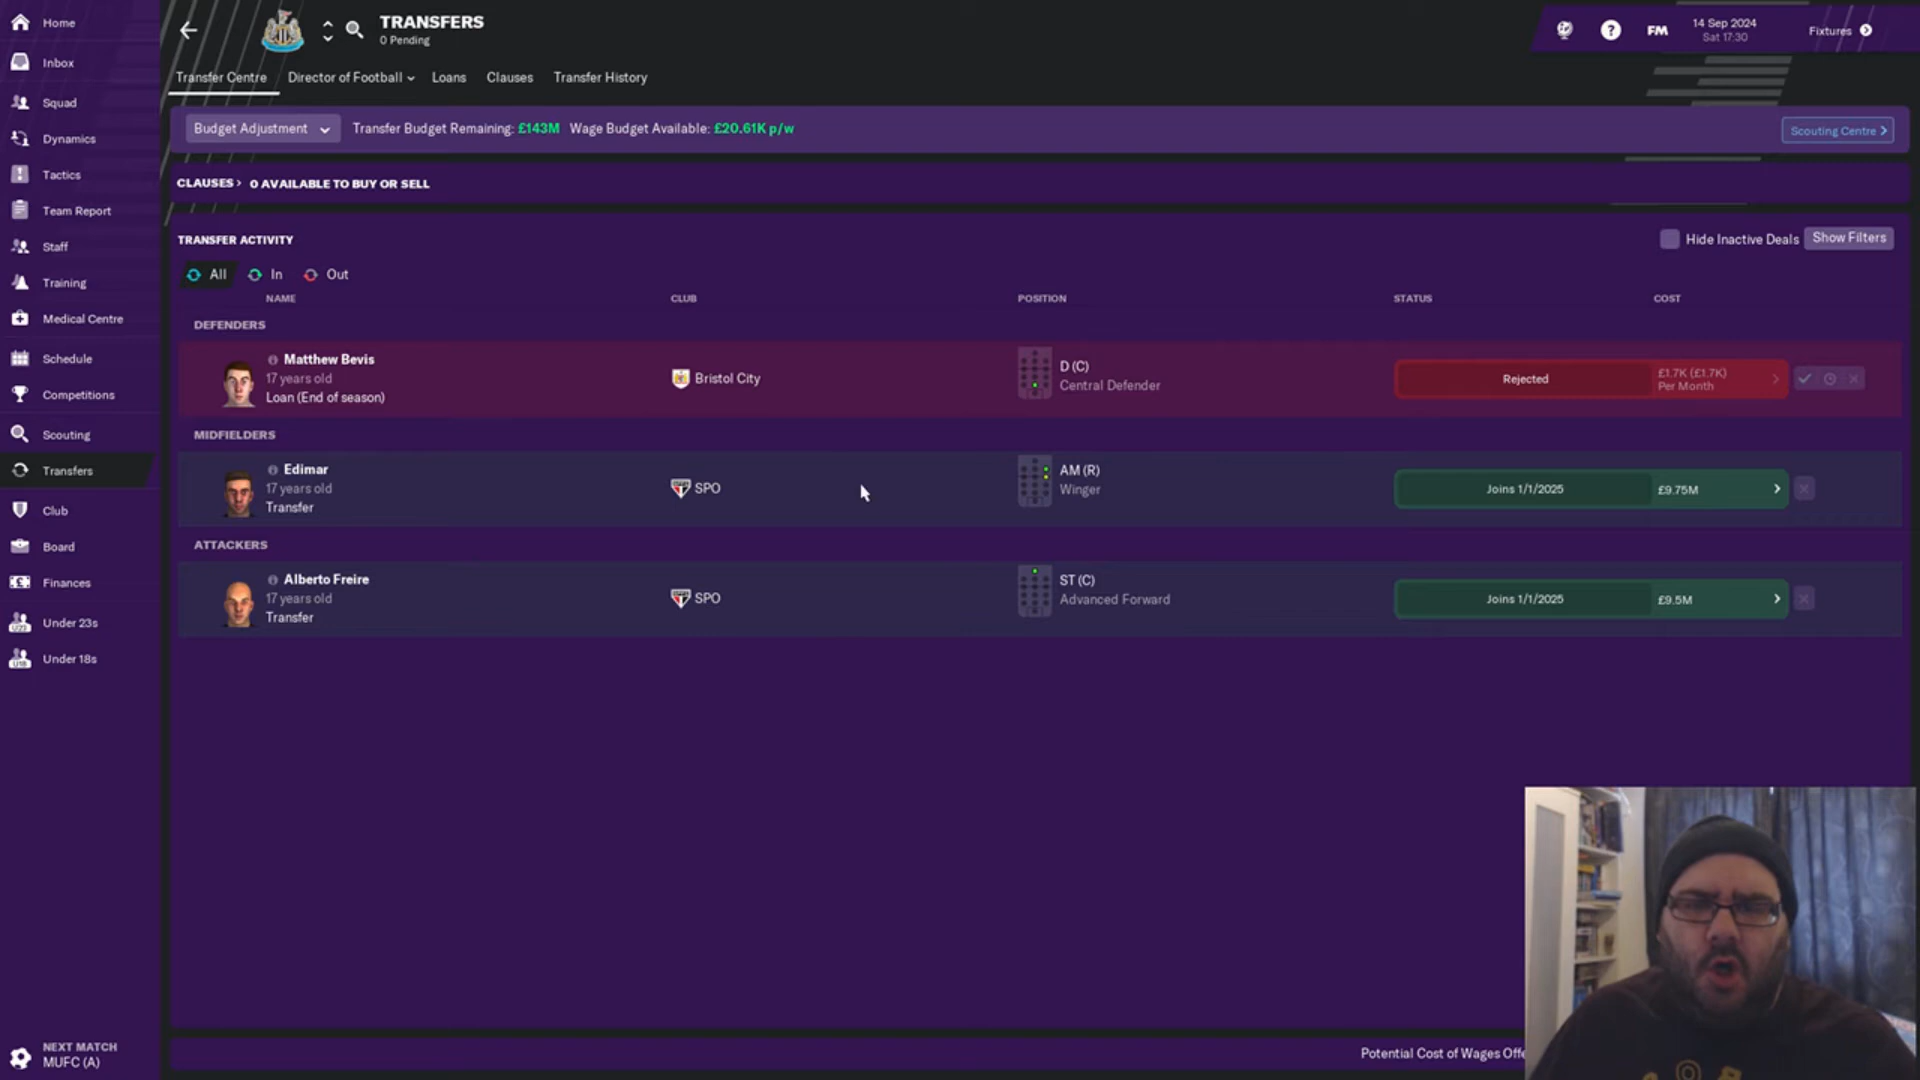 Home
Inbox
Squad
Dynamics
Tactics
Team Report
Staff
Training
Medical Centre
Schedule
Competitions
Scouting
Transfers
Club
Board
Finances
Under 23s
Under 18s
NEXT MATCH
MUFC (A)
TRANSFERS
0 Pending
? FM 14 Sep 2024
Sat 17:30
Fixtures
Transfer Centre Director of Football Loans Clauses Transfer History
Budget Adjustment Transfer Budget Remaining: £143M Wage Budget Available: £20.61K p/w Scouting Centre
CLAUSES 0 AVAILABLE TO BUY OR SELL
TRANSFER ACTIVITY
Hide Inactive Deals Show Filters
All In Out
NAME CLUB POSITION STATUS COST
DEFENDERS
Matthew Bevis
17 years old
Loan (End of season)
Bristol City
D (C)
Central Defender
Rejected
£1.7K (£1.7K)
Per Month
MIDFIELDERS
Edimar
17 years old
Transfer
SPO
AM (R)
Winger
Joins 1/1/2025 £9.75M
ATTACKERS
Alberto Freire
17 years old
Transfer
SPO
ST (C)
Advanced Forward
Joins 1/1/2025 £9.5M
Potential Cost of Wages Offe